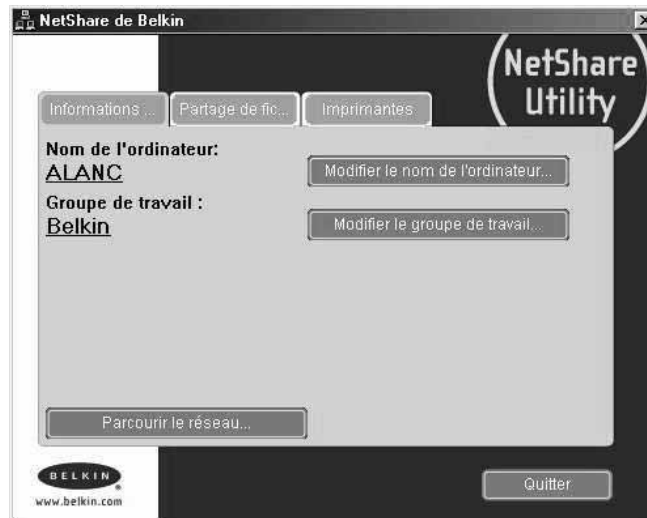 NetShare de Belkin
NetShare
Utility
Informations ...
Partage de fic...
Imprimantes
Nom de l'ordinateur:
ALANC
Modifier le nom de l'ordinateur...
Groupe de travail :
Belkin
Modifier le groupe de travail...
Parcourir le réseau...
BELKIN
www.belkin.com
Quitter